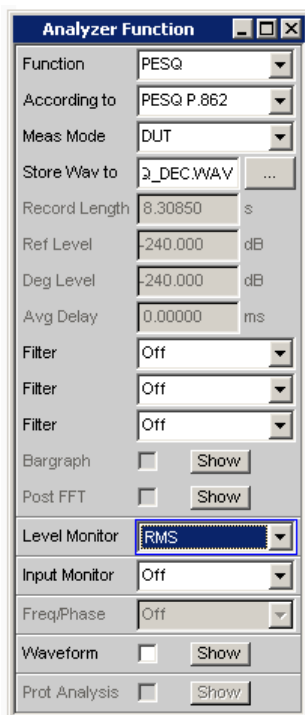 Analyzer Function
Function PESQ
According to PESQ P.862
Meas Mode DUT
Store Wav to Q_DEC.WAV ...
Record Length 8.30850 s
Ref Level -240.000 dB
Deg Level -240.000 dB
Avg Delay 0.00000 ms
Filter Off
Filter Off
Filter Off
Bargraph Show
Post FFT Show
Level Monitor RMS
Input Monitor Off
Freq/Phase Off
Waveform Show
Prot Analysis Show